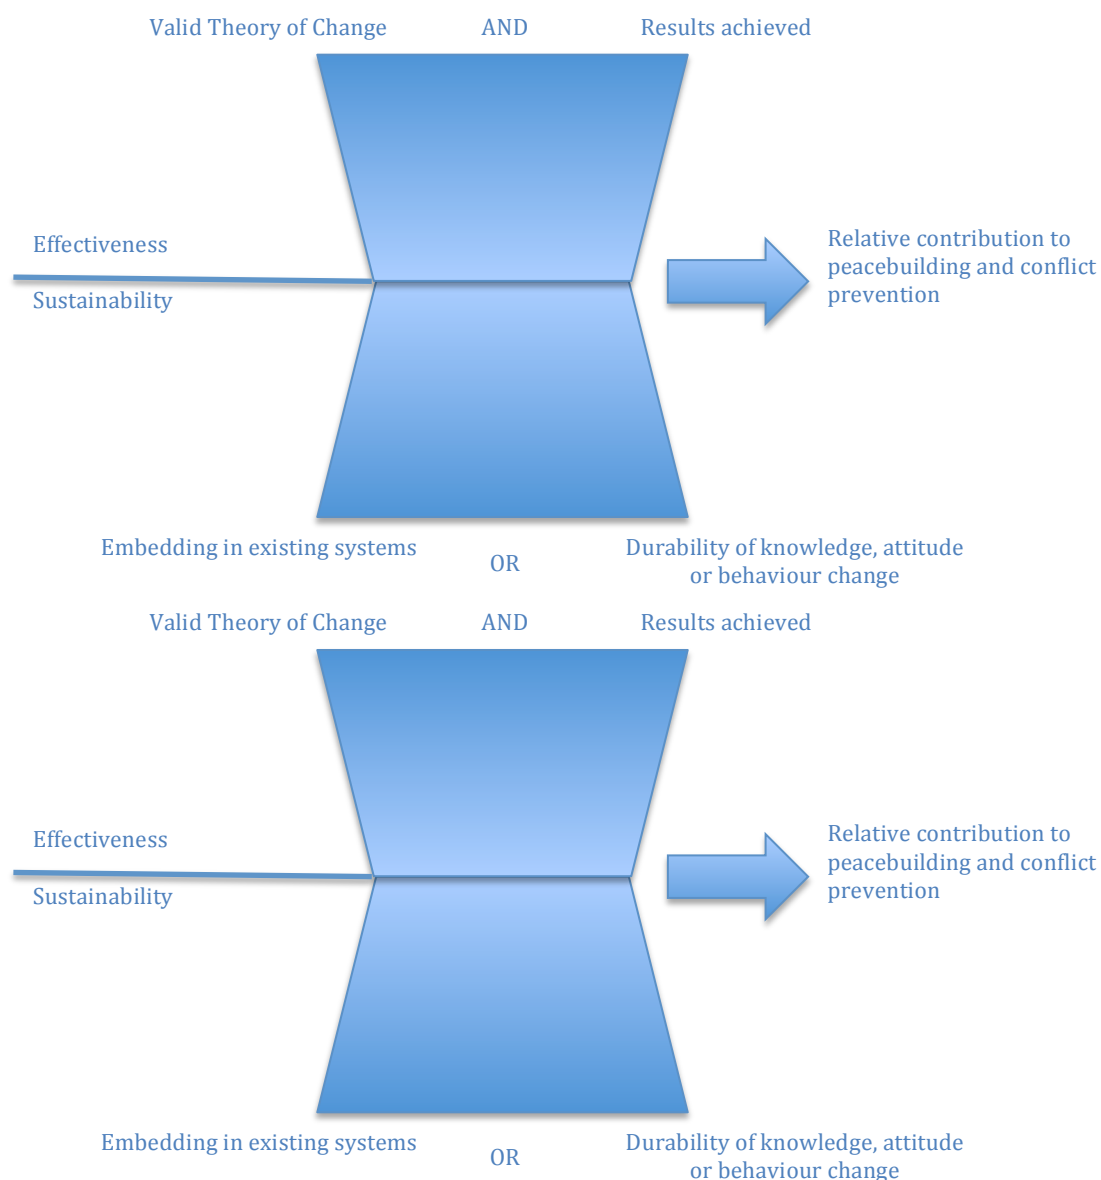 Valid Theory of Change AND Results achieved
Effectiveness
Sustainability
Relative contribution to
peacebuilding and conflict
prevention
Embedding in existing systems
OR
Durability of knowledge, attitude
or behaviour change
Valid Theory of Change AND Results achieved
Effectiveness
Sustainability
Relative contribution to
peacebuilding and conflict
prevention
Embedding in existing systems
OR
Durability of knowledge, attitude
or behaviour change